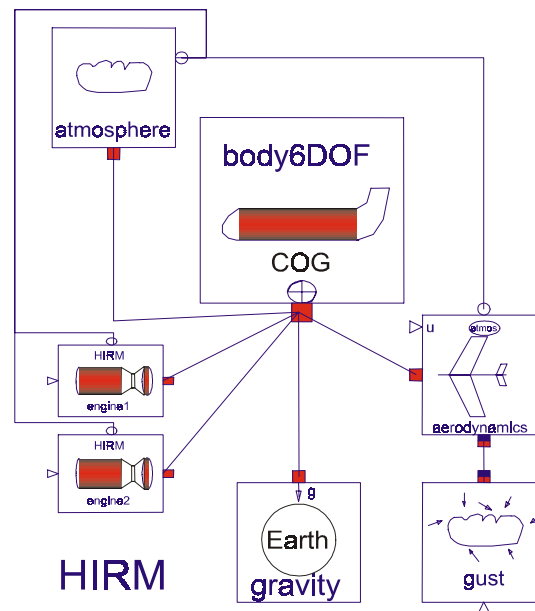 atmosphere
body6DOF
COG
u
atmos
HIRM
engine1
aerodynamics
HIRM
engine2
g
Earth
HIRM
gravity
gust